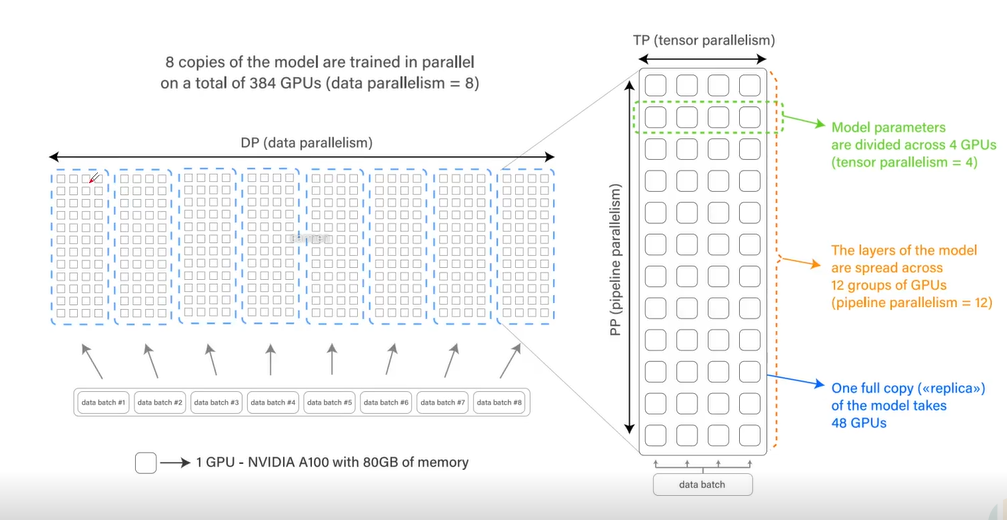 8 copies of the model are trained in parallel
on a total of 384 GPUs (data parallelism = 8)
DP (data parallelism)
data batch #1
data batch #2
data batch #3
data batch #4
data batch #5
data batch #6
data batch #7
data batch #8
1 GPU - NVIDIA A100 with 80GB of memory
TP (tensor parallelism)
PP (pipeline parallelism)
data batch
Model parameters
are divided across 4 GPUs
(tensor parallelism = 4)
The layers of the model
are spread across
12 groups of GPUs
(pipeline parallelism = 12)
One full copy («replica»)
of the model takes
48 GPUs